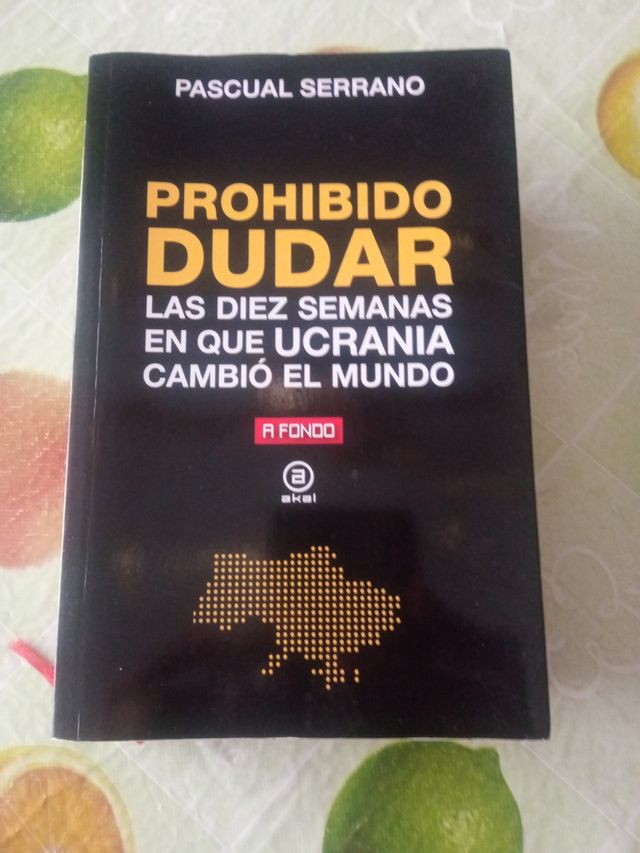 PASCUAL SERRANO
PROHIBIDO
DUDAR
LAS DIEZ SEMANAS
EN QUE UCRANIA
CAMBIÓ EL MUNDO
A FONDO
a
akal